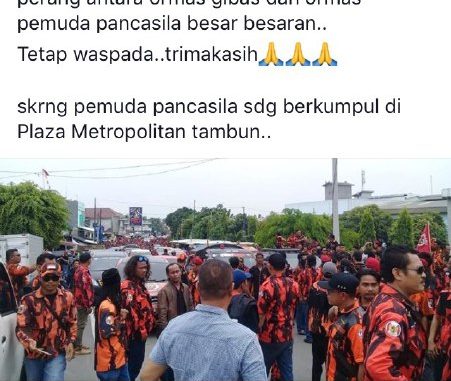 perang antara ormas gibas dan ormas
pemuda pancasila besar besaran..
Tetap waspada..trimakasih🙏🙏🙏
skrng pemuda pancasila sdg berkumpul di
Plaza Metropolitan tambun..